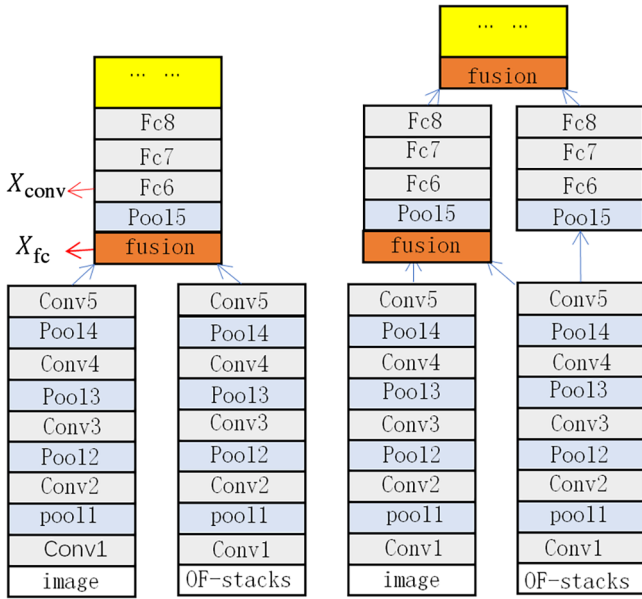 ... ...
fusion
Fc8
Fc7
Fc6
Pool5
fusion
X_conv
X_fc
Conv5
Pool4
Conv4
Pool3
Conv3
Pool2
Conv2
pool1
Conv1
image
Conv5
Pool4
Conv4
Pool3
Conv3
Pool2
Conv2
pool1
Conv1
OF-stacks
... ...
Fc8
Fc7
Fc6
Pool5
fusion
Fc8
Fc7
Fc6
Pool5
Conv5
Pool4
Conv4
Pool3
Conv3
Pool2
Conv2
pool1
Conv1
image
Conv5
Pool4
Conv4
Pool3
Conv3
Pool2
Conv2
pool1
Conv1
OF-stacks